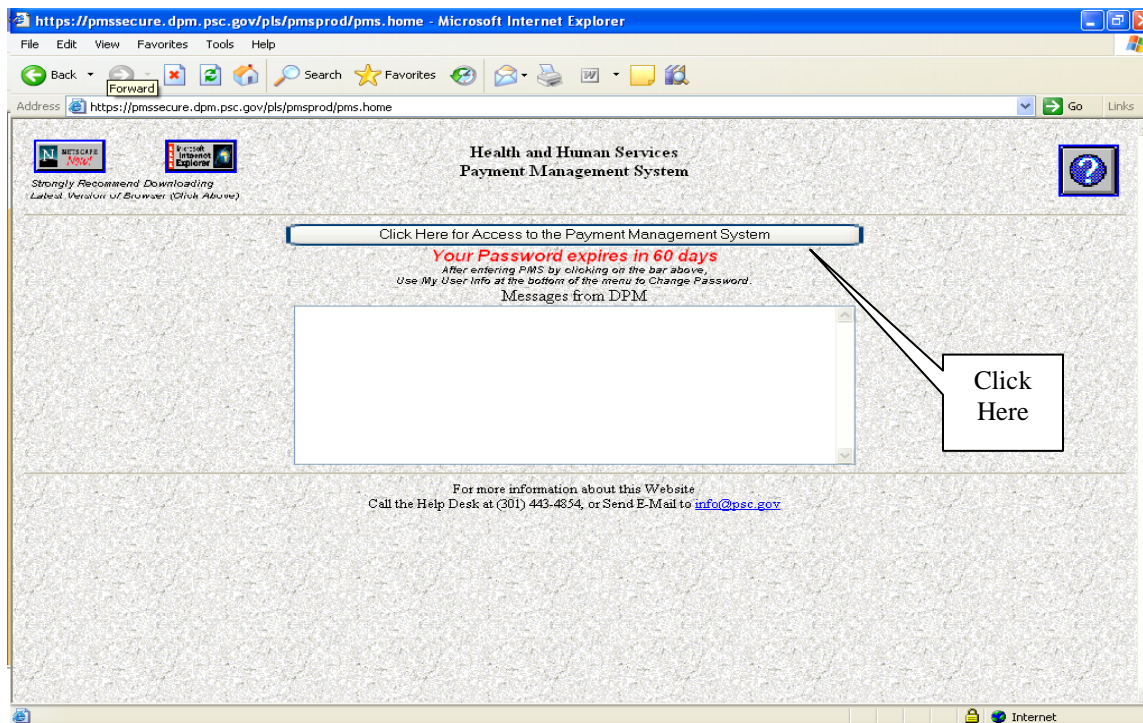 https://pmssecure.dpm.psc.gov/pls/pmsprod/pms.home - Microsoft Internet Explorer
File Edit View Favorites Tools Help
Back Search Favorites
Forward
Address https://pmssecure.dpm.psc.gov/pls/pmsprod/pms.home Go Links
N NETSCAPE NOW!
Microsoft Internet Explorer
Strongly Recommend Downloading
Latest Version of Browser (Click Above)
Health and Human Services
Payment Management System
?
Click Here for Access to the Payment Management System
Your Password expires in 60 days
After entering PMS by clicking on the bar above,
Use My User Info at the bottom of the menu to Change Password.
Messages from DPM
Click
Here
For more information about this Website
Call the Help Desk at (301) 443-4854, or Send E-Mail to info@psc.gov
Internet